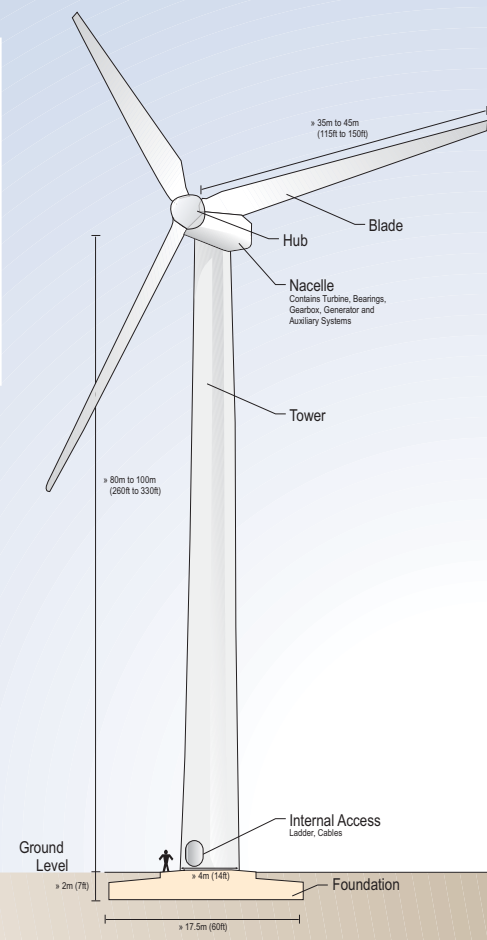 » 35m to 45m
(115ft to 150ft)
Blade
Hub
Nacelle
Contains Turbine, Bearings,
Gearbox, Generator and
Auxiliary Systems
Tower
» 80m to 100m
(260ft to 330ft)
Internal Access
Ladder, Cables
Ground
Level
» 4m (14ft)
» 2m (7ft)
Foundation
» 17.5m (60ft)